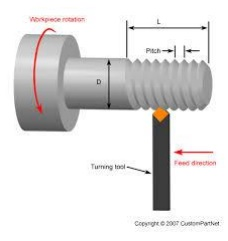 Workpiece rotation
L
Pitch
D
Turning tool
Feed direction
Copyright © 2007 CustomPartNet